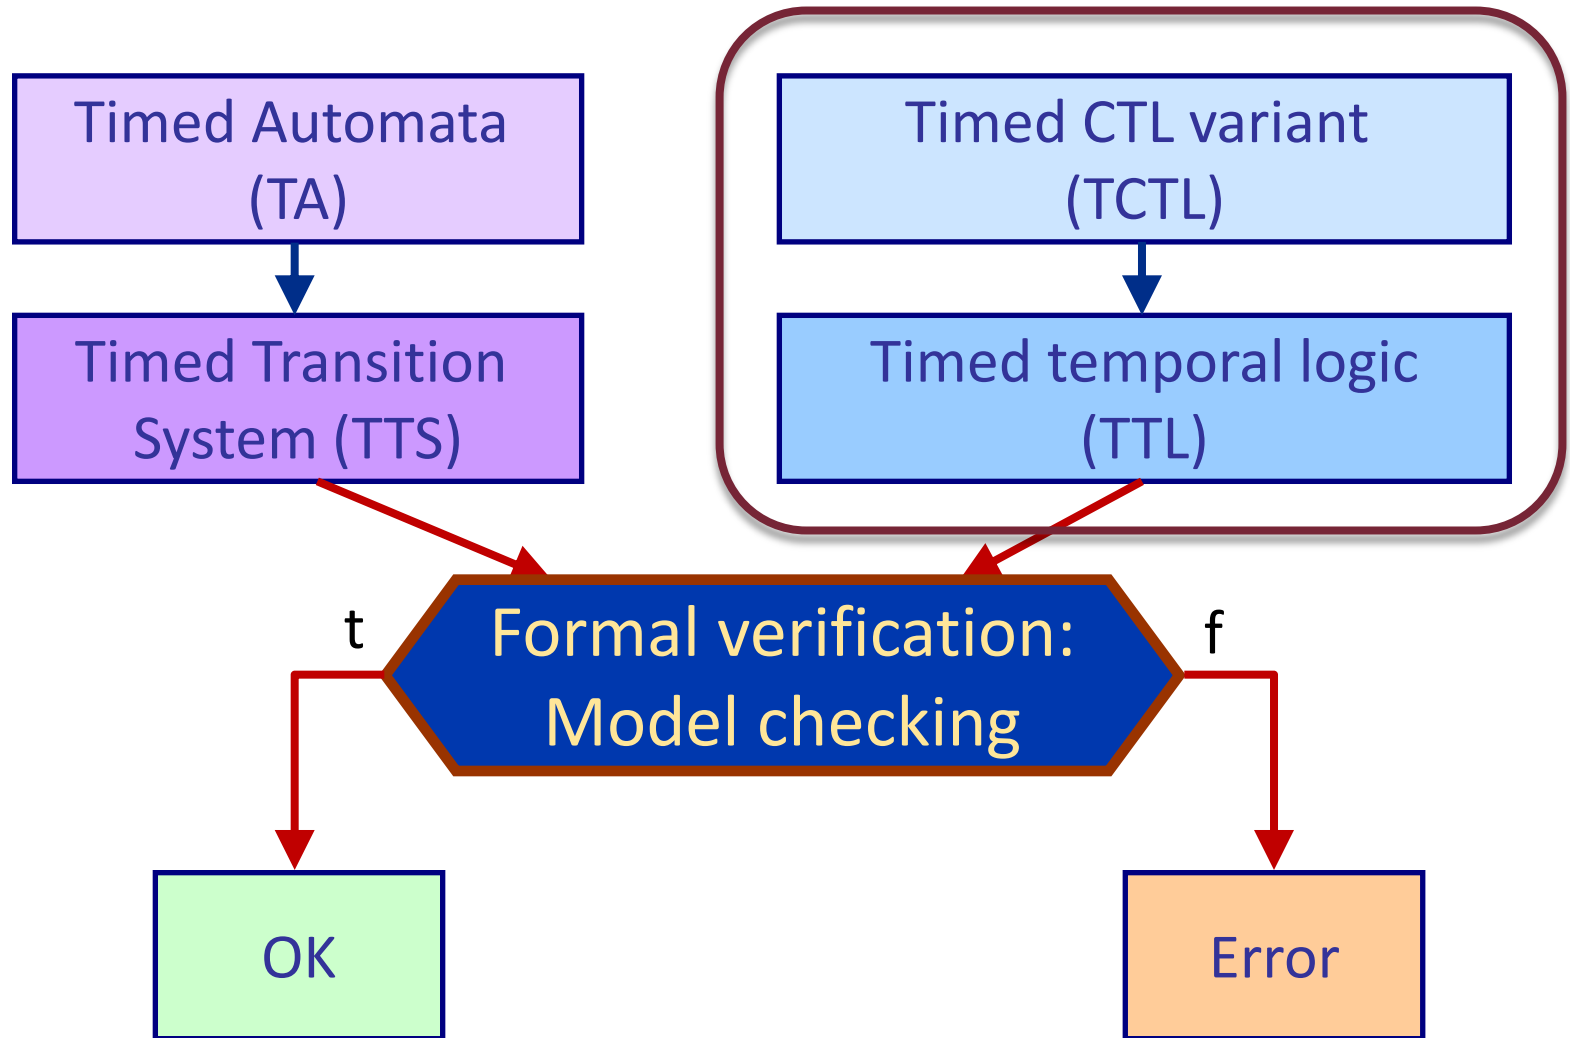 Timed Automata
(TA)
Timed CTL variant
(TCTL)
Timed Transition
System (TTS)
Timed temporal logic
(TTL)
t
Formal verification:
Model checking
f
OK
Error